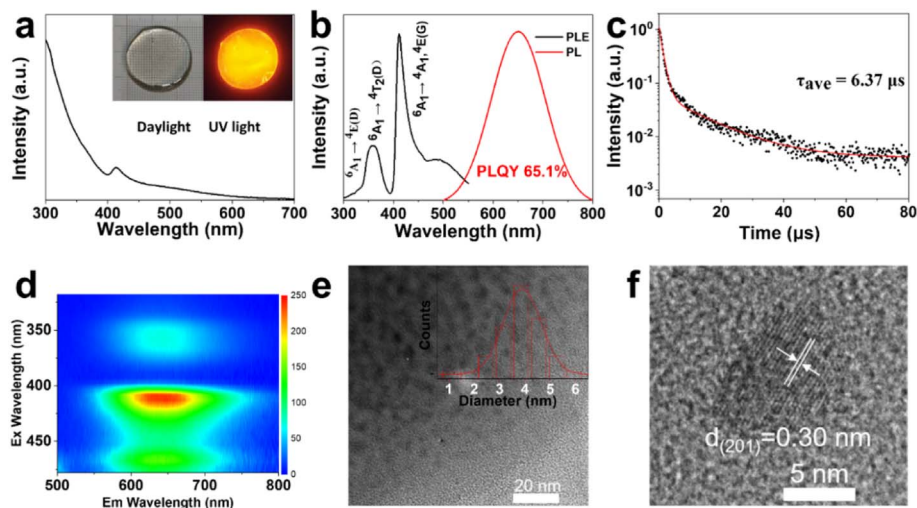 a
Intensity (a.u.)
Daylight UV light
300 400 500 600 700
Wavelength (nm)
b
Intensity (a.u.)
⁶A₁→⁴E(D)
⁶A₁→⁴T₂(D)
⁶A₁→⁴A₁,⁴E(G)
PLE
PL
PLQY 65.1%
300 400 500 600 700 800
Wavelength (nm)
c
Intensity (a.u.)
10⁰
10⁻¹
10⁻²
10⁻³
τave = 6.37 μs
0 20 40 60 80
Time (μs)
d
Ex Wavelength (nm)
350
400
450
500 600 700 800
Em Wavelength (nm)
250
200
150
100
50
0
e
Counts
1 2 3 4 5 6
Diameter (nm)
20 nm
f
d(201)=0.30 nm
5 nm